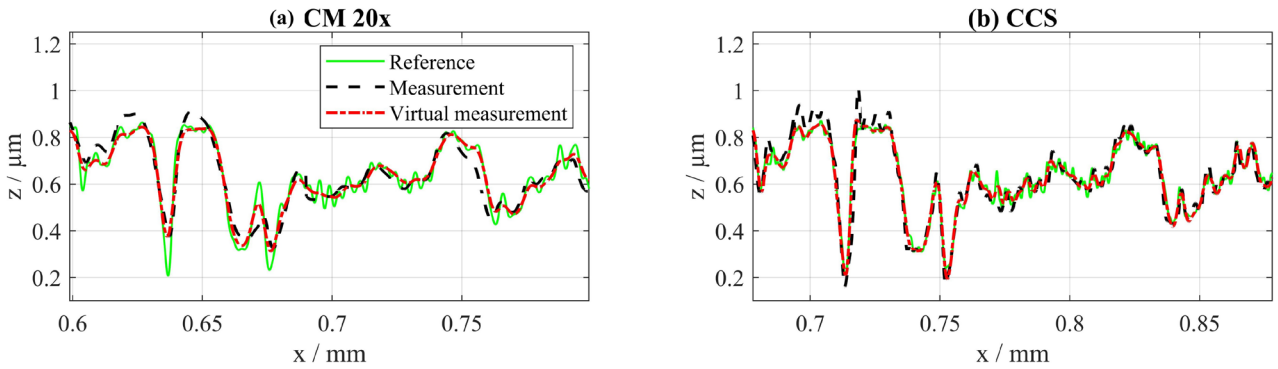 (a) CM 20x
1.2
1
0.8
0.6
0.4
0.2
z / μm
0.6
0.65
0.7
0.75
x / mm
Reference
Measurement
Virtual measurement
(b) CCS
1.2
1
0.8
0.6
0.4
0.2
z / μm
0.7
0.75
0.8
0.85
x / mm